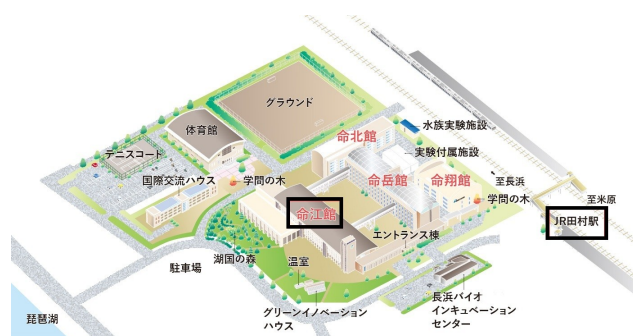 グラウンド
体育館
水族実験施設
命北館
テニスコート
実験付属施設
国際交流ハウス
学問の木
命岳館
命翔館
至長浜
学問の木
至米原
命江館
JR田村駅
エントランス棟
湖国の森
温室
駐車場
長浜バイオ
インキュベーション
センター
グリーンイノベーション
ハウス
琵琶湖